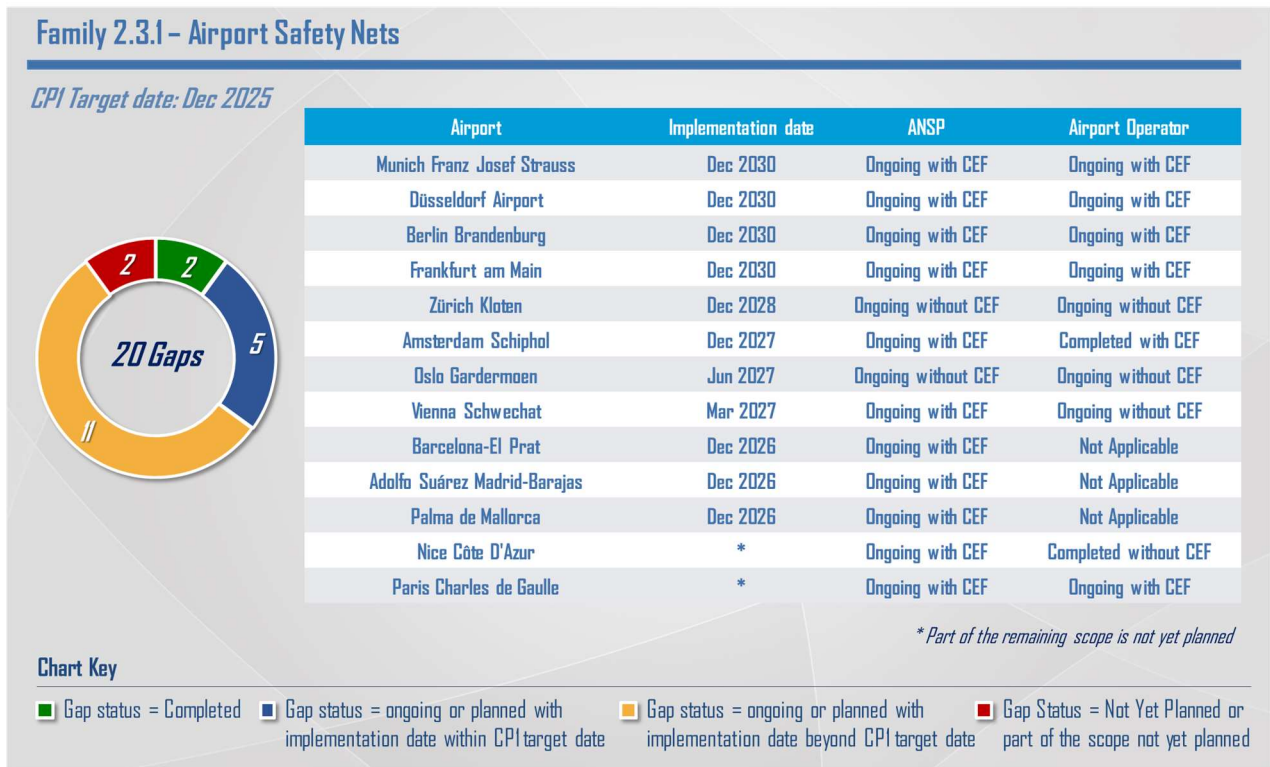 Family 2.3.1 – Airport Safety Nets
CP1 Target date: Dec 2025
Airport Implementation date ANSP Airport Operator
Munich Franz Josef Strauss Dec 2030 Ongoing with CEF Ongoing with CEF
Düsseldorf Airport Dec 2030 Ongoing with CEF Ongoing with CEF
Berlin Brandenburg Dec 2030 Ongoing with CEF Ongoing with CEF
Frankfurt am Main Dec 2030 Ongoing with CEF Ongoing with CEF
Zürich Kloten Dec 2028 Ongoing without CEF Ongoing without CEF
Amsterdam Schiphol Dec 2027 Ongoing with CEF Completed with CEF
Oslo Gardermoen Jun 2027 Ongoing without CEF Ongoing without CEF
Vienna Schwechat Mar 2027 Ongoing with CEF Ongoing without CEF
Barcelona-El Prat Dec 2026 Ongoing with CEF Not Applicable
Adolfo Suárez Madrid-Barajas Dec 2026 Ongoing with CEF Not Applicable
Palma de Mallorca Dec 2026 Ongoing with CEF Not Applicable
Nice Côte D'Azur * Ongoing with CEF Completed without CEF
Paris Charles de Gaulle * Ongoing with CEF Ongoing with CEF
2 2
5
20 Gaps
11
* Part of the remaining scope is not yet planned
Chart Key
Gap status = Completed
Gap status = ongoing or planned with
implementation date within CP1 target date
Gap status = ongoing or planned with
implementation date beyond CP1 target date
Gap Status = Not Yet Planned or
part of the scope not yet planned